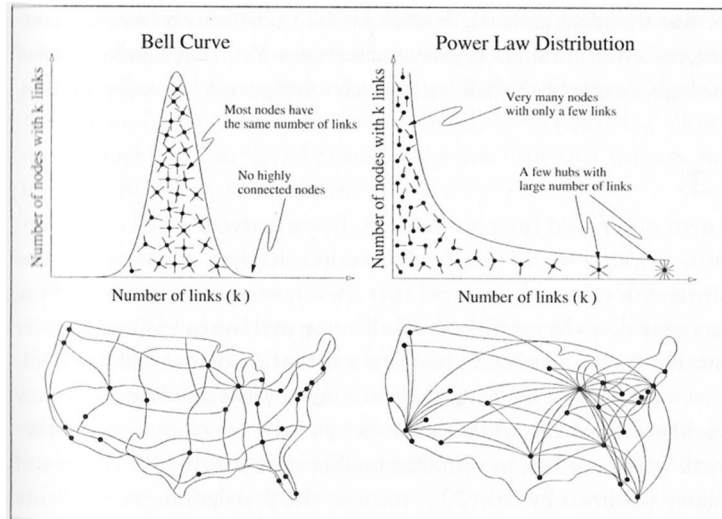 Bell Curve
Number of nodes with k links
Most nodes have
the same number of links
No highly
connected nodes
Number of links (k)
Power Law Distribution
Number of nodes with k links
Very many nodes
with only a few links
A few hubs with
large number of links
Number of links (k)